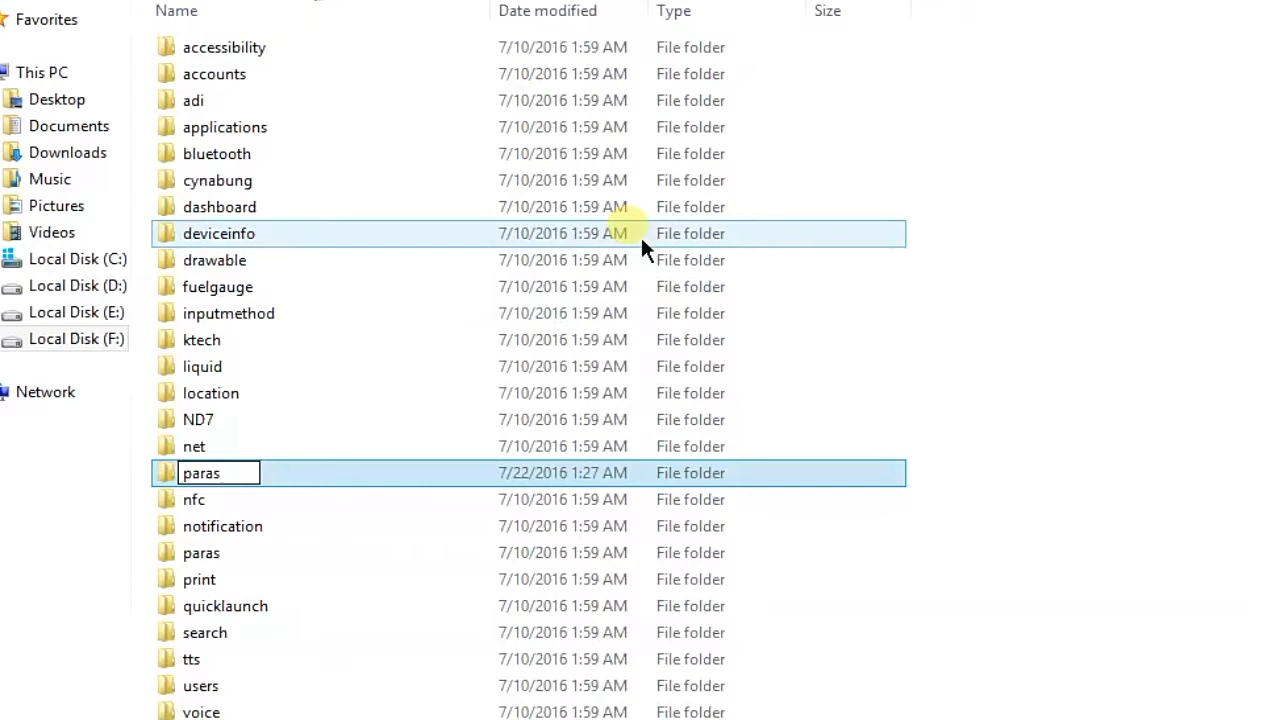 Name Date modified Type Size
Favorites
accessibility 7/10/2016 1:59 AM File folder
This PC accounts 7/10/2016 1:59 AM File folder
Desktop adi 7/10/2016 1:59 AM File folder
Documents applications 7/10/2016 1:59 AM File folder
Downloads bluetooth 7/10/2016 1:59 AM File folder
Music cynabung 7/10/2016 1:59 AM File folder
Pictures dashboard 7/10/2016 1:59 AM File folder
Videos deviceinfo 7/10/2016 1:59 AM File folder
Local Disk (C:) drawable 7/10/2016 1:59 AM File folder
Local Disk (D:) fuelgauge 7/10/2016 1:59 AM File folder
Local Disk (E:) inputmethod 7/10/2016 1:59 AM File folder
Local Disk (F:) ktech 7/10/2016 1:59 AM File folder
liquid 7/10/2016 1:59 AM File folder
Network location 7/10/2016 1:59 AM File folder
ND7 7/10/2016 1:59 AM File folder
net 7/10/2016 1:59 AM File folder
paras 7/22/2016 1:27 AM File folder
nfc 7/10/2016 1:59 AM File folder
notification 7/10/2016 1:59 AM File folder
paras 7/10/2016 1:59 AM File folder
print 7/10/2016 1:59 AM File folder
quicklaunch 7/10/2016 1:59 AM File folder
search 7/10/2016 1:59 AM File folder
tts 7/10/2016 1:59 AM File folder
users 7/10/2016 1:59 AM File folder
voice 7/10/2016 1:59 AM File folder